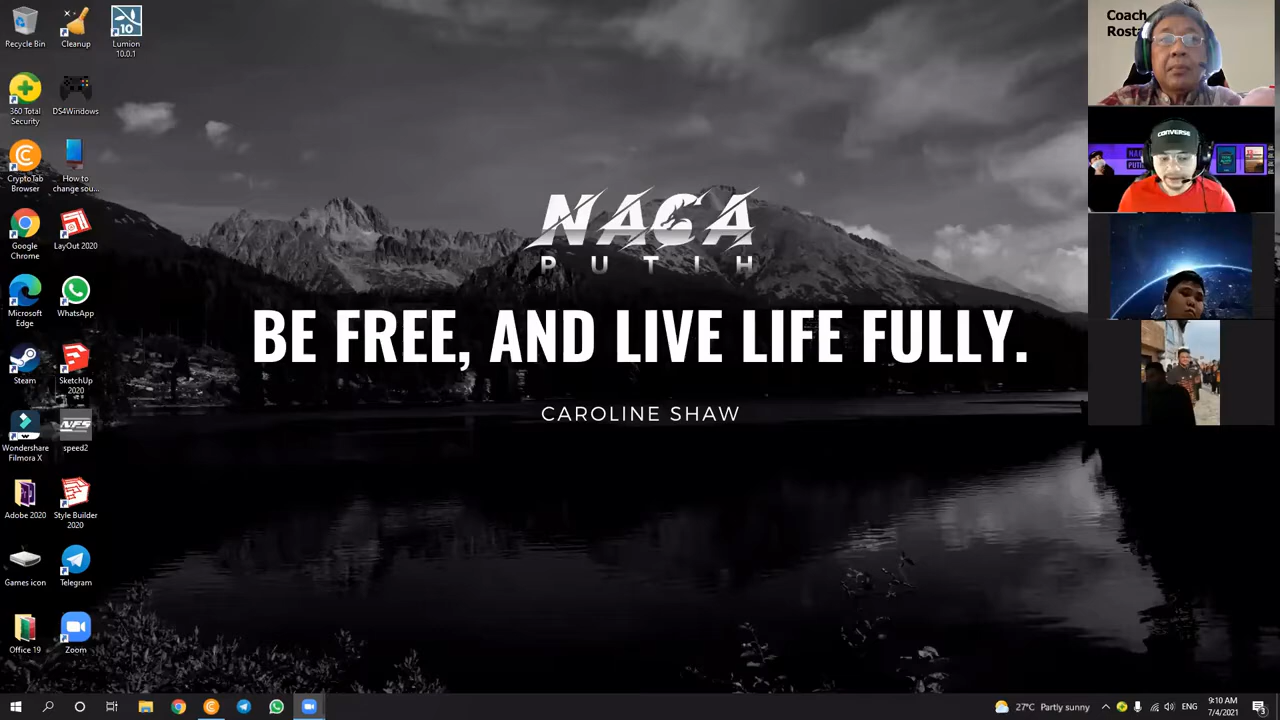 Recycle Bin
Cleanup
Lumion
10.0.1
360 Total
Security
DS4Windows
CryptoTab
Browser
How to
change sou...
Google
Chrome
LayOut 2020
Microsoft
Edge
WhatsApp
Steam
SketchUp
2020
Wondershare
Filmora X
speed2
Adobe 2020
Style Builder
2020
Games icon
Telegram
Office 19
Zoom
NAGA
PUTIH
BE FREE, AND LIVE LIFE FULLY.
CAROLINE SHAW
Coach
CONVERSE
27°C Partly sunny
ENG
9:10 AM
7/4/2021